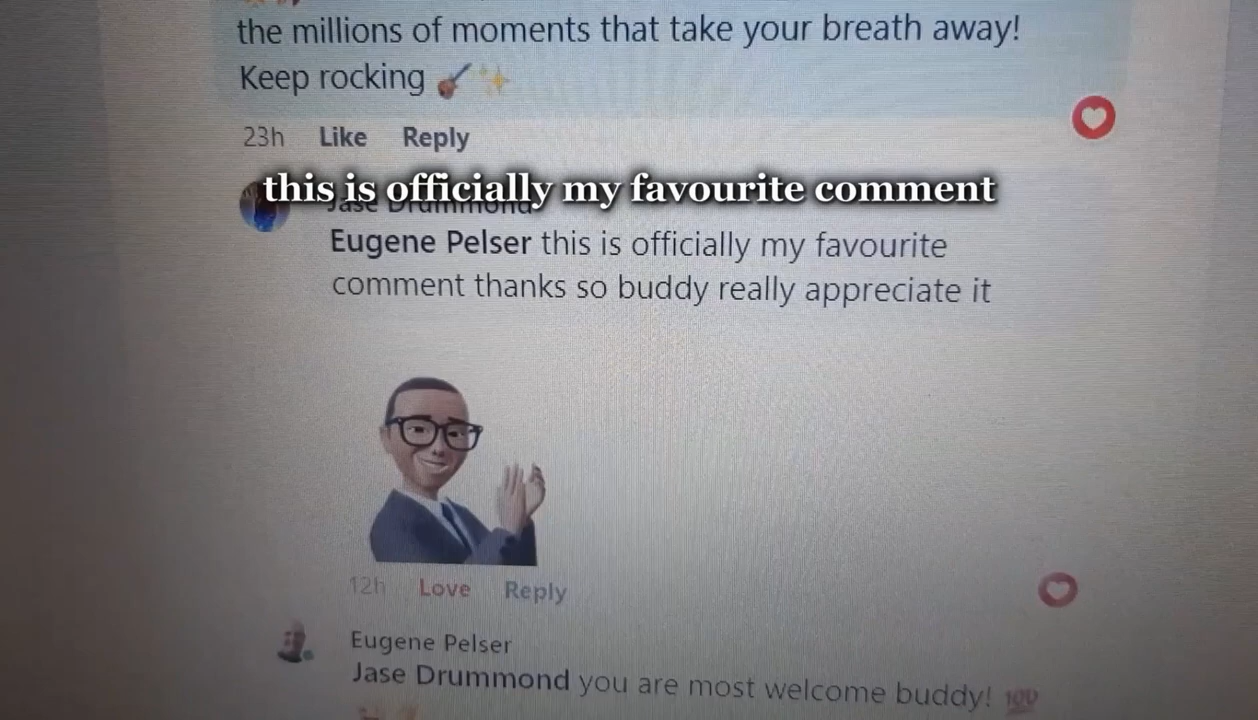 the millions of moments that take your breath away!
Keep rocking 🎸✨
23h Like Reply
this is officially my favourite comment
Jase Drummond
Eugene Pelser this is officially my favourite
comment thanks so buddy really appreciate it
12h Love Reply
Eugene Pelser
Jase Drummond you are most welcome buddy! 💯